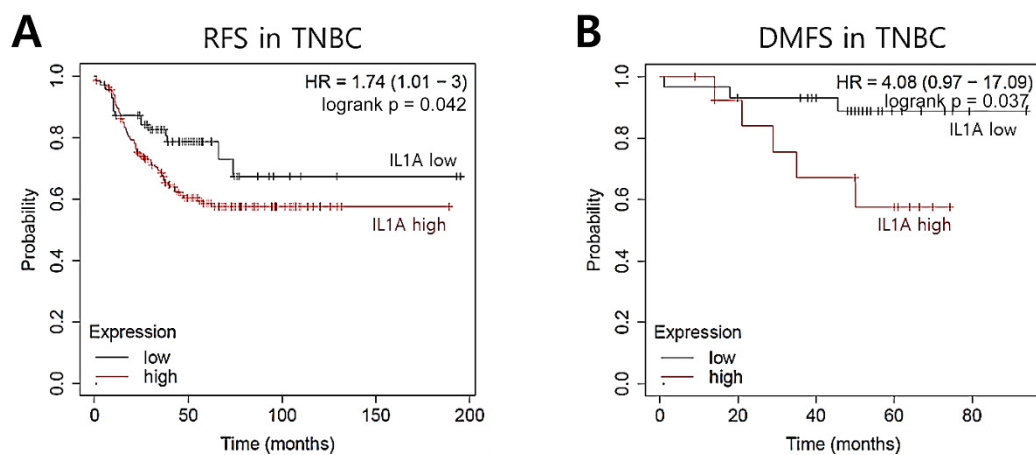 A
RFS in TNBC
HR = 1.74 (1.01 – 3)
logrank p = 0.042
IL1A low
IL1A high
Probability
1.0
0.8
0.6
0.4
0.2
0.0
Expression
low
high
0
50
100
150
200
Time (months)
B
DMFS in TNBC
HR = 4.08 (0.97 - 17.09)
logrank p = 0.037
IL1A low
IL1A high
Probability
1.0
0.8
0.6
0.4
0.2
0.0
Expression
low
high
0
20
40
60
80
Time (months)